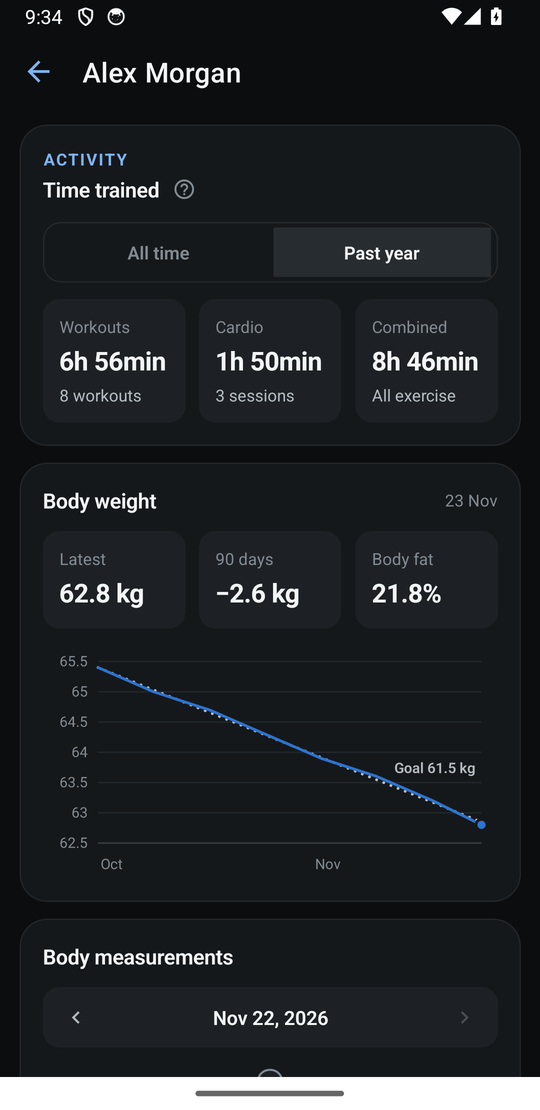 9:34
Alex Morgan
ACTIVITY
Time trained
All time Past year
Workouts Cardio Combined
6h 56min 1h 50min 8h 46min
8 workouts 3 sessions All exercise
Body weight 23 Nov
Latest 90 days Body fat
62.8 kg −2.6 kg 21.8%
65.5
65
64.5
64
Goal 61.5 kg
63.5
63
62.5
Oct Nov
Body measurements
Nov 22, 2026